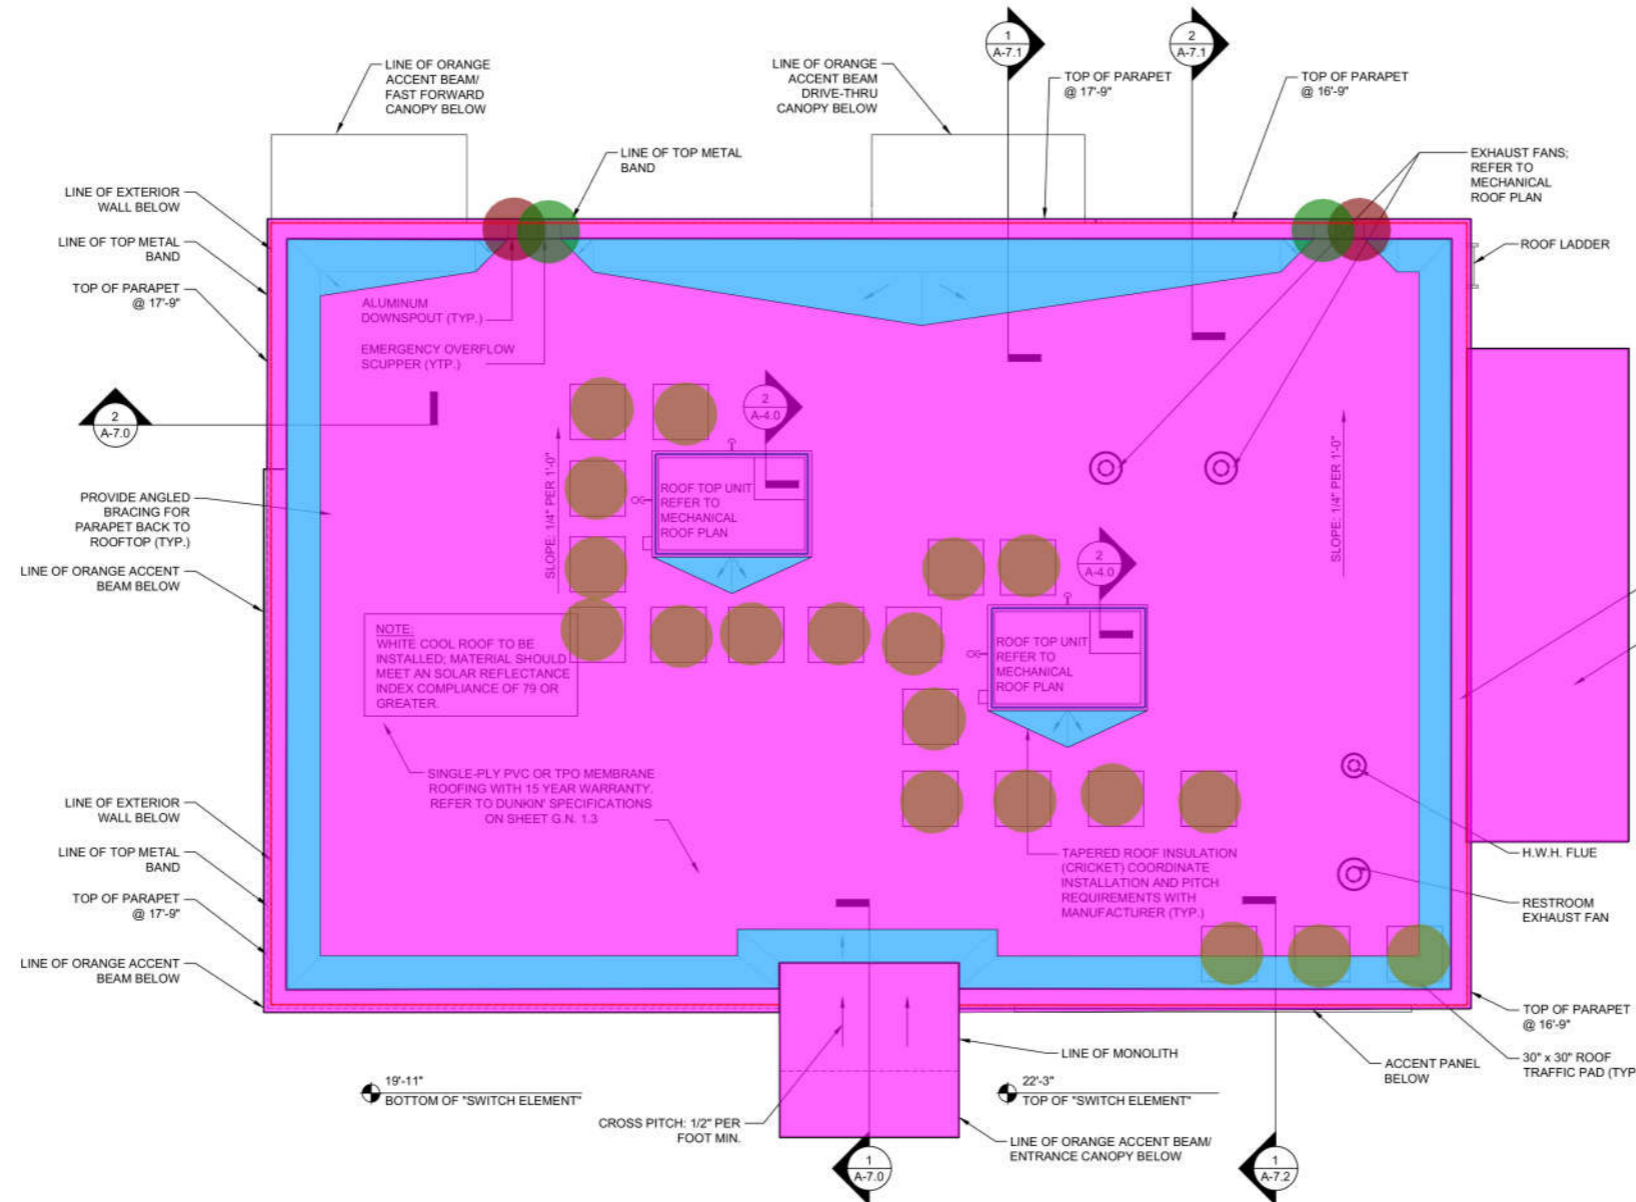 1
A-7.1
2
A-7.1
LINE OF ORANGE
ACCENT BEAM/
FAST FORWARD
CANOPY BELOW
LINE OF ORANGE
ACCENT BEAM
DRIVE-THRU
CANOPY BELOW
TOP OF PARAPET
@ 17'-9"
TOP OF PARAPET
@ 16'-9"
LINE OF TOP METAL
BAND
EXHAUST FANS;
REFER TO
MECHANICAL
ROOF PLAN
LINE OF EXTERIOR
WALL BELOW
LINE OF TOP METAL
BAND
TOP OF PARAPET
@ 17'-9"
ROOF LADDER
ALUMINUM
DOWNSPOUT (TYP.)
EMERGENCY OVERFLOW
SCUPPER (YTP.)
2
A-7.0
2
A-4.0
SLOPE: 1/4" PER 1'-0"
SLOPE: 1/4" PER 1'-0"
ROOF TOP UNIT
REFER TO
MECHANICAL
ROOF PLAN
PROVIDE ANGLED
BRACING FOR
PARAPET BACK TO
ROOFTOP (TYP.)
LINE OF ORANGE ACCENT
BEAM BELOW
2
A-4.0
NOTE:
WHITE COOL ROOF TO BE
INSTALLED; MATERIAL SHOULD
MEET AN SOLAR REFLECTANCE
INDEX COMPLIANCE OF 79 OR
GREATER.
ROOF TOP UNIT
REFER TO
MECHANICAL
ROOF PLAN
SINGLE-PLY PVC OR TPO MEMBRANE
ROOFING WITH 15 YEAR WARRANTY.
REFER TO DUNKIN' SPECIFICATIONS
ON SHEET G.N. 1.3
LINE OF EXTERIOR
WALL BELOW
LINE OF TOP METAL
BAND
TOP OF PARAPET
@ 17'-9"
LINE OF ORANGE ACCENT
BEAM BELOW
TAPERED ROOF INSULATION
(CRICKET) COORDINATE
INSTALLATION AND PITCH
REQUIREMENTS WITH
MANUFACTURER (TYP.)
H.W.H. FLUE
RESTROOM
EXHAUST FAN
TOP OF PARAPET
@ 16'-9"
30" x 30" ROOF
TRAFFIC PAD (TYP
ACCENT PANEL
BELOW
LINE OF MONOLITH
19'-11"
BOTTOM OF "SWITCH ELEMENT"
22'-3"
TOP OF "SWITCH ELEMENT"
CROSS PITCH: 1/2" PER
FOOT MIN.
LINE OF ORANGE ACCENT BEAM/
ENTRANCE CANOPY BELOW
1
A-7.0
1
A-7.2